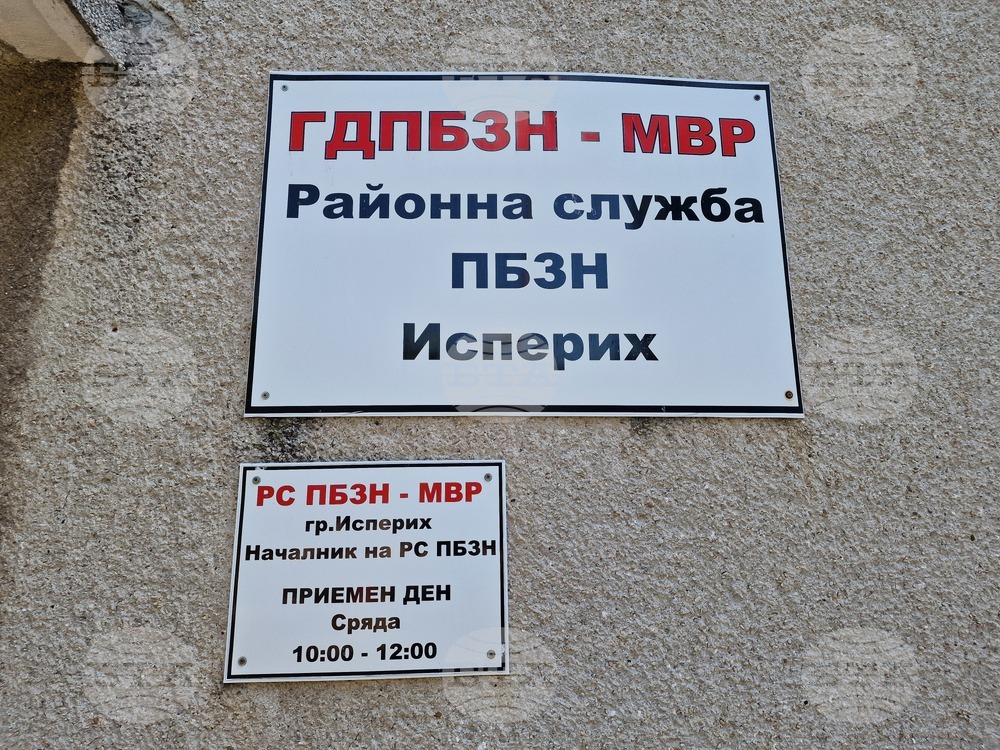 ГДПБЗН - МВР
Районна служба
ПБЗН
Исперих
РС ПБЗН - МВР
гр.Исперих
Началник на РС ПБЗН
ПРИЕМЕН ДЕН
Сряда
10:00 - 12:00